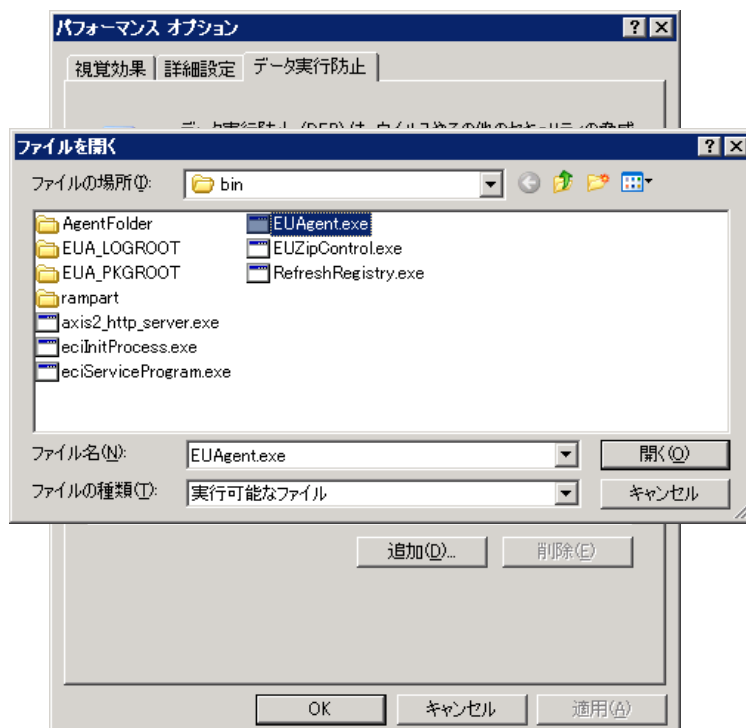 パフォーマンス オプション
視覚効果
詳細設定
データ実行防止
ファイルを開く
ファイルの場所(I):
bin
AgentFolder
EUA_LOGROOT
EUA_PKGROOT
rampart
axis2_http_server.exe
eciInitProcess.exe
eciServiceProgram.exe
EUAgent.exe
EUZipControl.exe
RefreshRegistry.exe
ファイル名(N):
EUAgent.exe
開く(O)
ファイルの種類(T):
実行可能なファイル
キャンセル
追加(D)...
削除(E)
OK
キャンセル
適用(A)